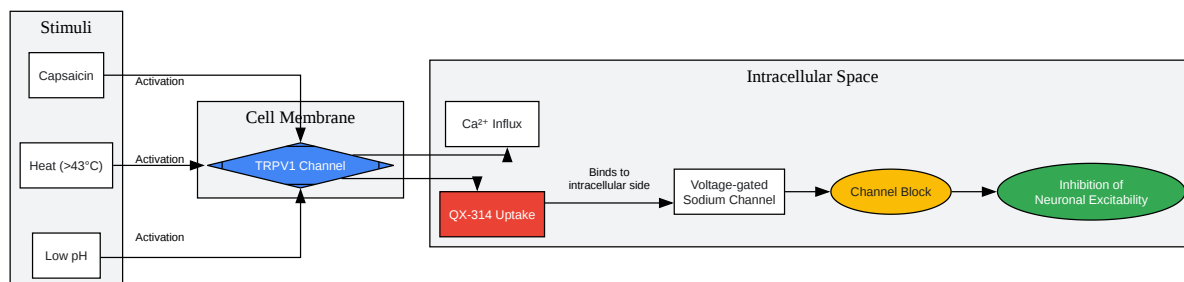 Stimuli
Capsaicin
Activation
Heat (>43°C)
Activation
Low pH
Activation
Cell Membrane
TRPV1 Channel
Intracellular Space
Ca²⁺ Influx
QX-314 Uptake
Binds to
intracellular side
Voltage-gated
Sodium Channel
Channel Block
Inhibition of
Neuronal Excitability